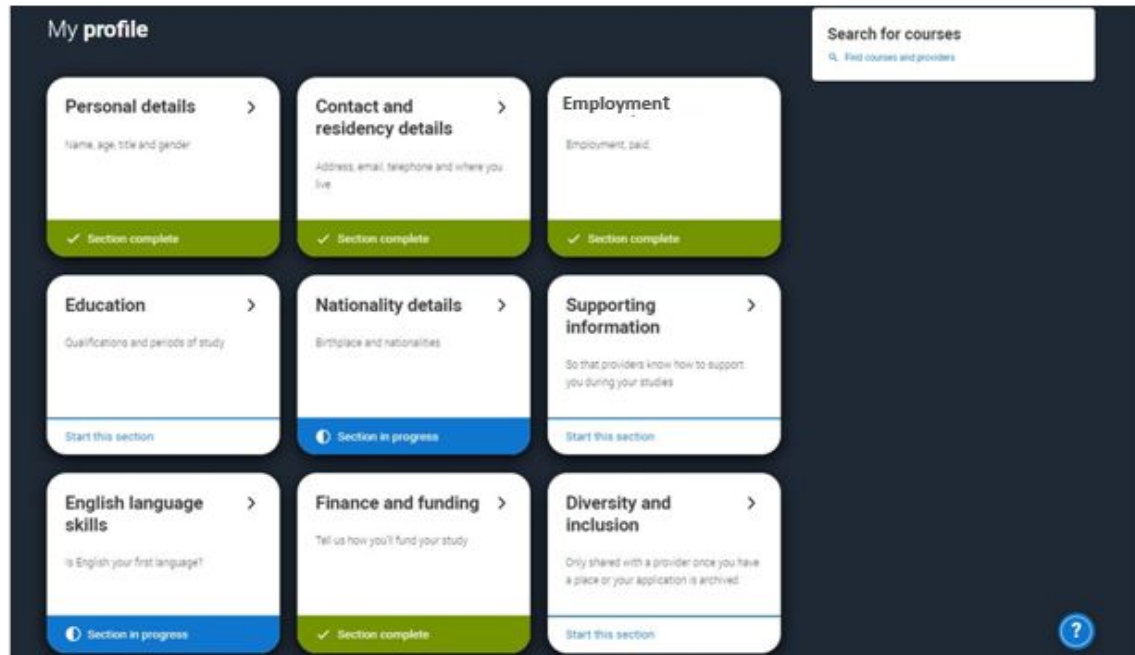 My profile
Search for courses
Find courses and providers
Personal details
Name, age, title and gender
Section complete
Contact and
residency details
Address, email, telephone and where you
live
Section complete
Employment
Employment, paid,
Section complete
Education
Qualifications and periods of study
Start this section
Nationality details
Birthplace and nationalities
Section in progress
Supporting
information
So that providers know how to support
you during your studies
Start this section
English language
skills
Is English your first language?
Section in progress
Finance and funding
Tell us how you'll fund your study
Section complete
Diversity and
inclusion
Only shared with a provider once you have
a place or your application is archived
Start this section
?